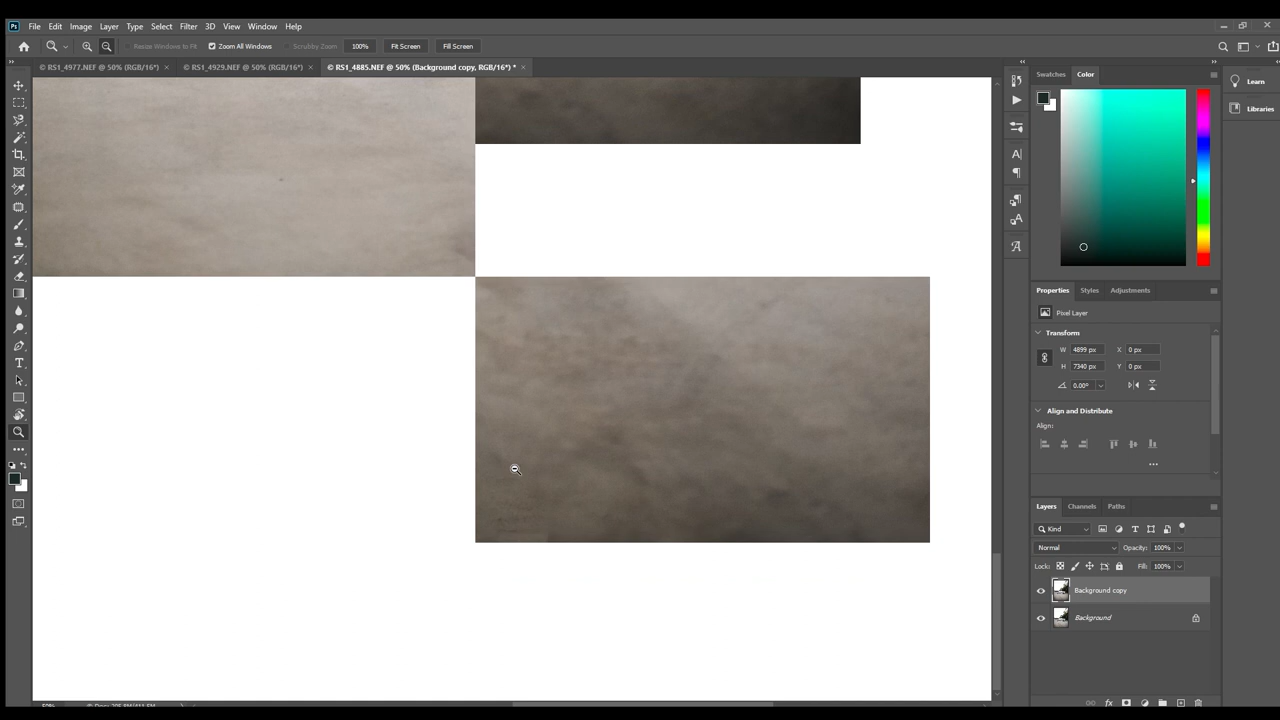 Ps File Edit Image Layer Type Select Filter 3D View Window Help
Resize Windows to Fit Zoom All Windows Scrubby Zoom 100% Fit Screen Fill Screen
© RS1_4977.NEF @ 50% (RGB/16*) × © RS1_4929.NEF @ 50% (RGB/16*) × © RS1_4885.NEF @ 50% (Background copy, RGB/16*) * ×
Swatches Color
Learn
Libraries
Properties Styles Adjustments
Pixel Layer
Transform
W 4899 px X 0 px
H 7340 px Y 0 px
0.00°
Align and Distribute
Align:
Layers Channels Paths
Kind
Normal Opacity: 100%
Lock: Fill: 100%
Background copy
Background
fx